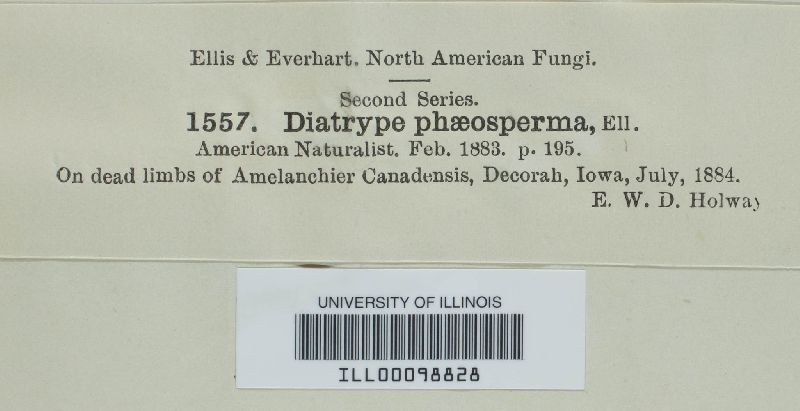 Ellis & Everhart. North American Fungi.
Second Series.
1557. Diatrype phæosperma, Ell.
American Naturalist. Feb. 1883. p. 195.
On dead limbs of Amelanchier Canadensis, Decorah, Iowa, July, 1884.
E. W. D. Holway
UNIVERSITY OF ILLINOIS
ILL00098828